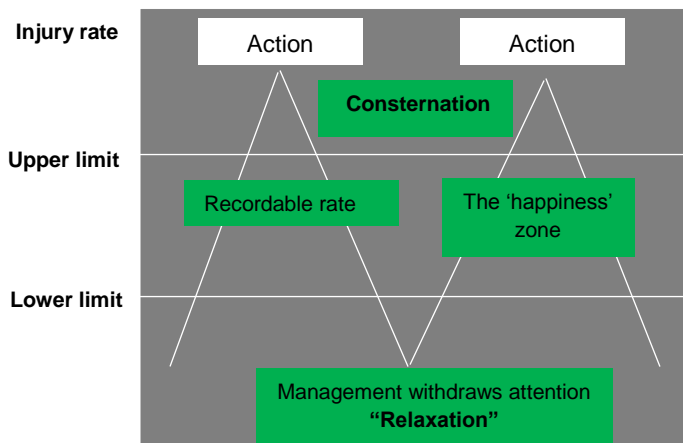 Injury rate
Action
Action
Consternation
Upper limit
Recordable rate
The ‘happiness’
zone
Lower limit
Management withdraws attention
“Relaxation”